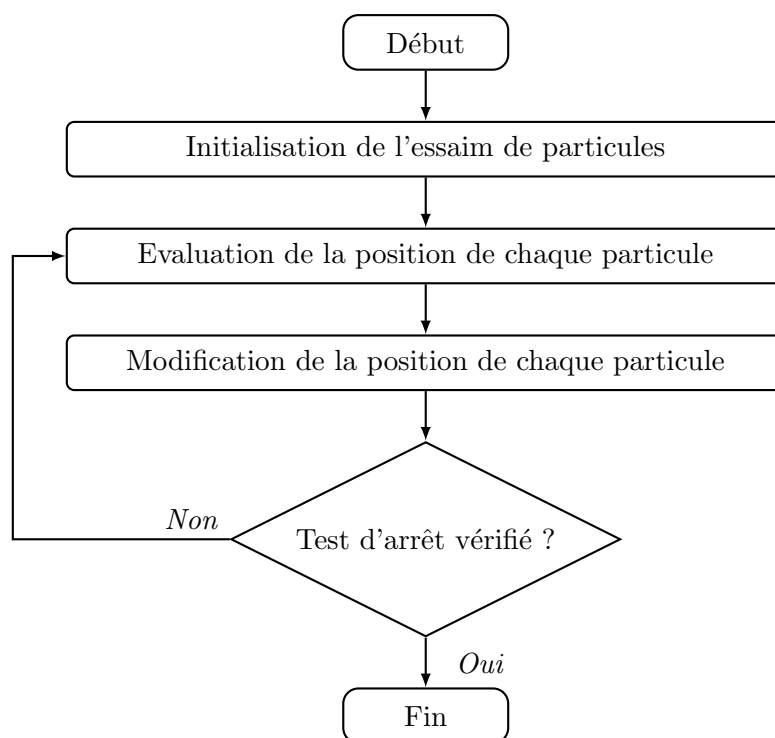 Début
Initialisation de l'essaim de particules
Evaluation de la position de chaque particule
Modification de la position de chaque particule
Non
Test d'arrêt vérifié ?
Oui
Fin